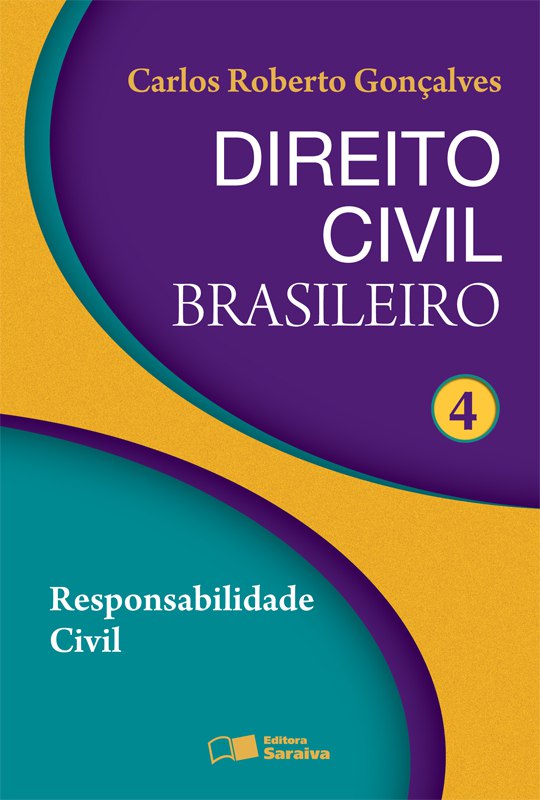 Carlos Roberto Gonçalves
DIREITO
CIVIL
BRASILEIRO
4
Responsabilidade
Civil
Editora
Saraiva